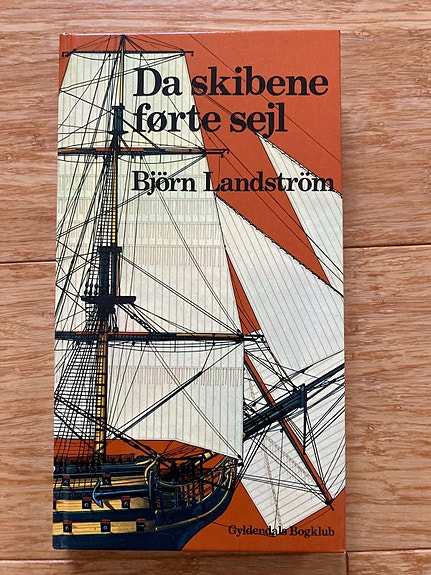 Da skibene
førte sejl
Björn Landström
Gyldendals Bogklub